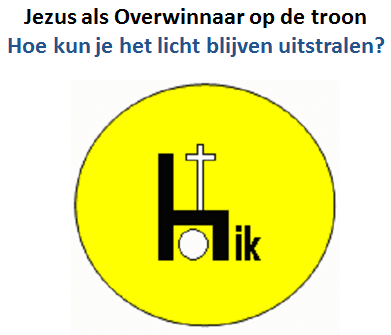 Jezus als Overwinnaar op de troon
Hoe kun je het licht blijven uitstralen?
ik